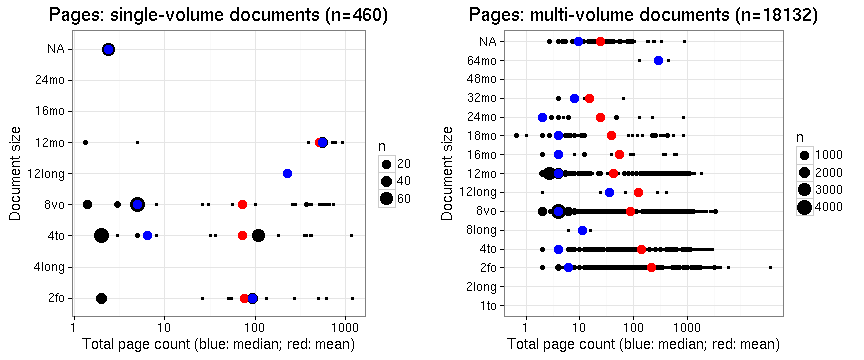 Pages: single-volume documents (n=460)
Document size
NA
24mo
16mo
12mo
12long
8vo
4to
4long
2fo
1
10
100
1000
Total page count (blue: median; red: mean)
n
20
40
60
Pages: multi-volume documents (n=18132)
Document size
NA
64mo
48mo
32mo
24mo
18mo
16mo
12mo
12long
8vo
8long
4to
2fo
2long
1to
1
10
100
1000
Total page count (blue: median; red: mean)
n
1000
2000
3000
4000